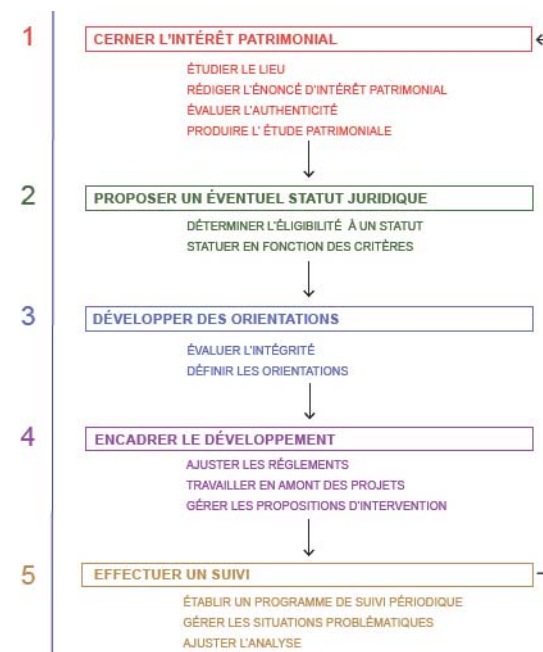 1
CERNER L'INTÉRÊT PATRIMONIAL
ÉTUDIER LE LIEU
RÉDIGER L'ÉNONCÉ D'INTÉRÊT PATRIMONIAL
ÉVALUER L'AUTHENTICITÉ
PRODUIRE L' ÉTUDE PATRIMONIALE
2
PROPOSER UN ÉVENTUEL STATUT JURIDIQUE
DÉTERMINER L'ÉLIGIBILITÉ À UN STATUT
STATUER EN FONCTION DES CRITÈRES
3
DÉVELOPPER DES ORIENTATIONS
ÉVALUER L'INTÉGRITÉ
DÉFINIR LES ORIENTATIONS
4
ENCADRER LE DÉVELOPPEMENT
AJUSTER LES RÉGLEMENTS
TRAVAILLER EN AMONT DES PROJETS
GÉRER LES PROPOSITIONS D'INTERVENTION
5
EFFECTUER UN SUIVI
ÉTABLIR UN PROGRAMME DE SUIVI PÉRIODIQUE
GÉRER LES SITUATIONS PROBLÉMATIQUES
AJUSTER L'ANALYSE